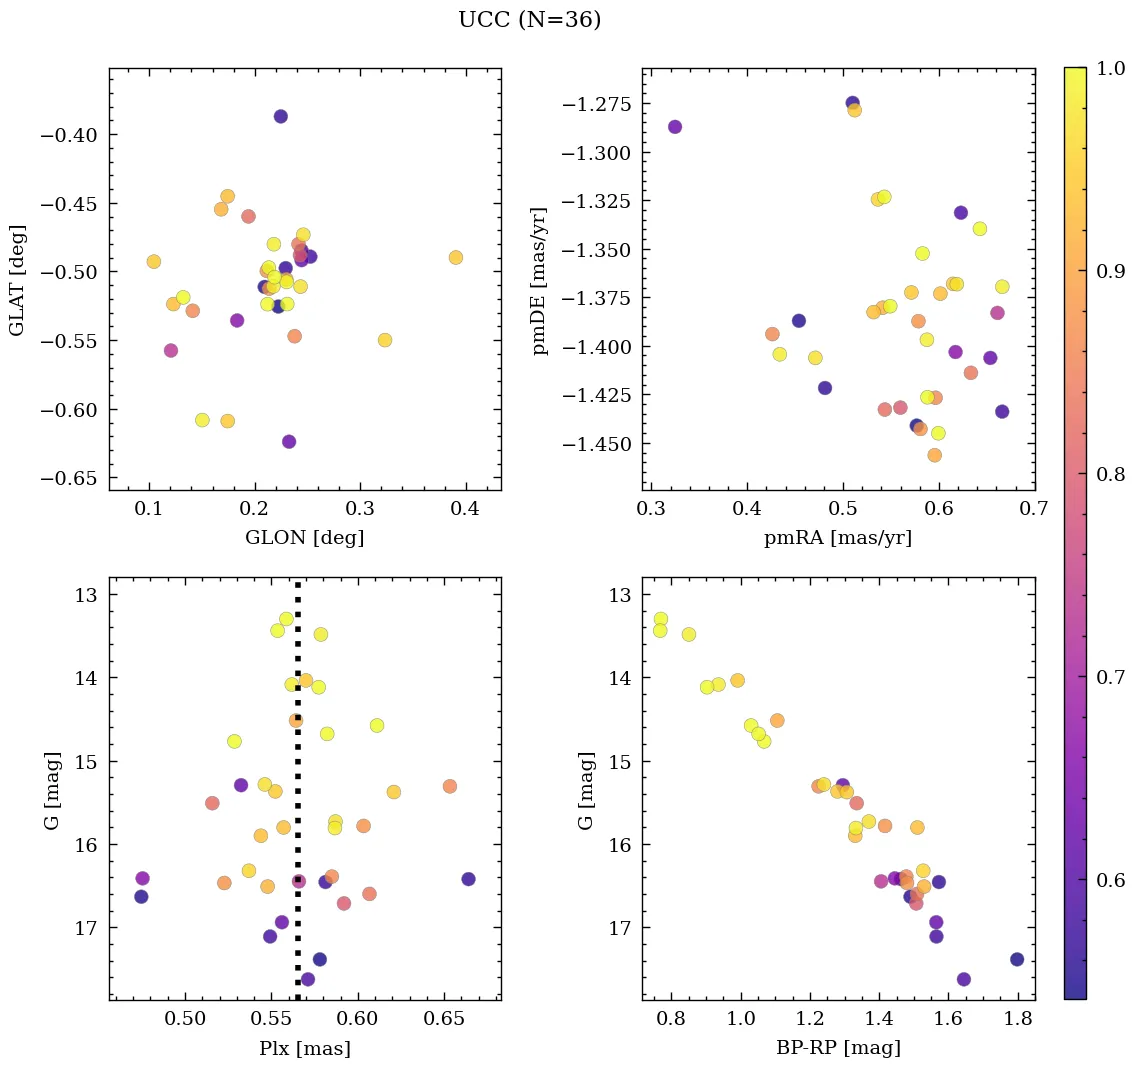 UCC (N=36)
−0.40
−0.45
−0.50
−0.55
−0.60
−0.65
GLAT [deg]
0.1 0.2 0.3 0.4
GLON [deg]
−1.275
−1.300
−1.325
−1.350
−1.375
−1.400
−1.425
−1.450
pmDE [mas/yr]
0.3 0.4 0.5 0.6 0.7
pmRA [mas/yr]
13
14
15
16
17
G [mag]
0.50 0.55 0.60 0.65
Plx [mas]
13
14
15
16
17
G [mag]
0.8 1.0 1.2 1.4 1.6 1.8
BP-RP [mag]
1.0
0.9
0.8
0.7
0.6